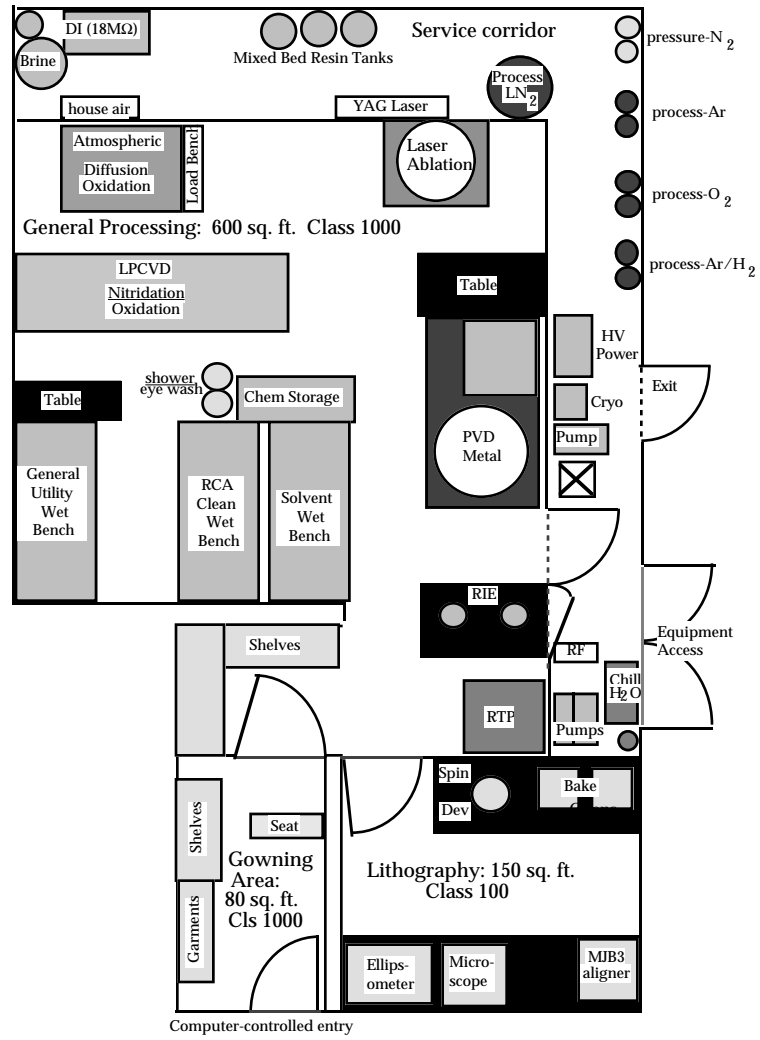 DI (18MΩ)
Brine
Mixed Bed Resin Tanks
Service corridor
Process
LN2
pressure-N2
process-Ar
process-O2
process-Ar/H2
house air
YAG Laser
Atmospheric
Diffusion
Oxidation
Load Bench
Laser
Ablation
General Processing: 600 sq. ft. Class 1000
LPCVD
Nitridation
Oxidation
Table
HV
Power
Cryo
Pump
Exit
shower
eye wash
Table
Chem Storage
PVD
Metal
General
Utility
Wet
Bench
RCA
Clean
Wet
Bench
Solvent
Wet
Bench
RIE
RF
Equipment
Access
Chill
H2O
Pumps
RTP
Shelves
Shelves
Seat
Garments
Gowning
Area:
80 sq. ft.
Cls 1000
Spin
Dev
Bake
Lithography: 150 sq. ft.
Class 100
Ellips-
ometer
Micro-
scope
MJB3
aligner
Computer-controlled entry